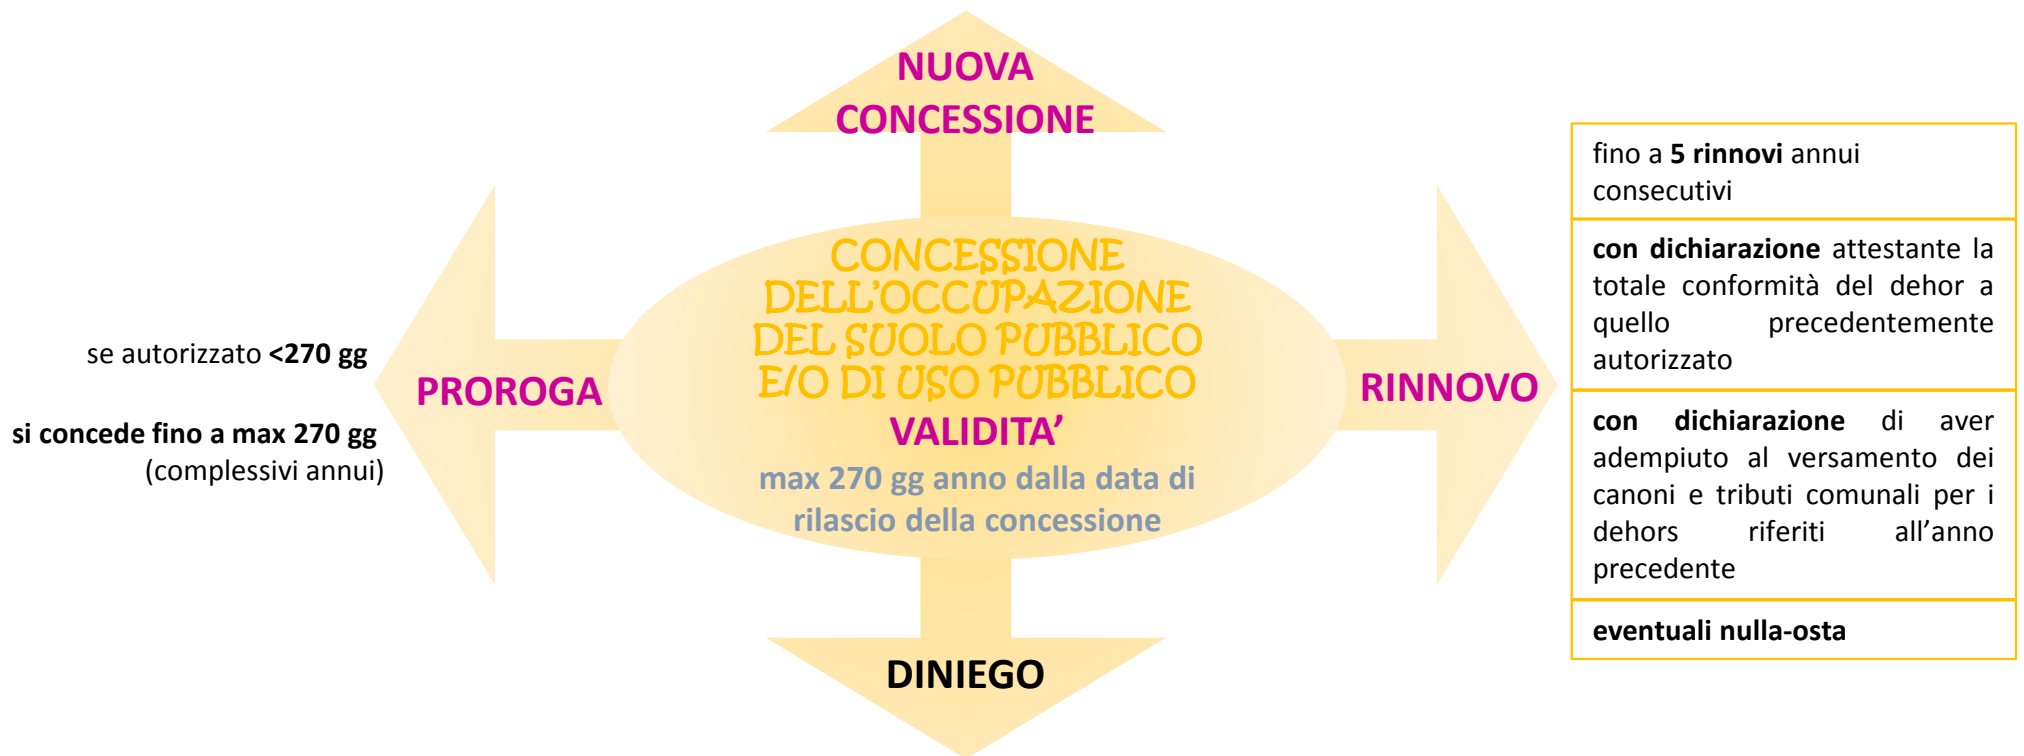 NUOVA
CONCESSIONE
se autorizzato <270 gg
si concede fino a max 270 gg
(complessivi annui)
PROROGA
CONCESSIONE
DELL'OCCUPAZIONE
DEL SUOLO PUBBLICO
E/O DI USO PUBBLICO
VALIDITA’
max 270 gg anno dalla data di
rilascio della concessione
RINNOVO
fino a 5 rinnovi annui
consecutivi
con dichiarazione attestante la
totale conformità del dehor a
quello precedentemente
autorizzato
con dichiarazione di aver
adempiuto al versamento dei
canoni e tributi comunali per i
dehors riferiti all’anno
precedente
eventuali nulla-osta
DINIEGO